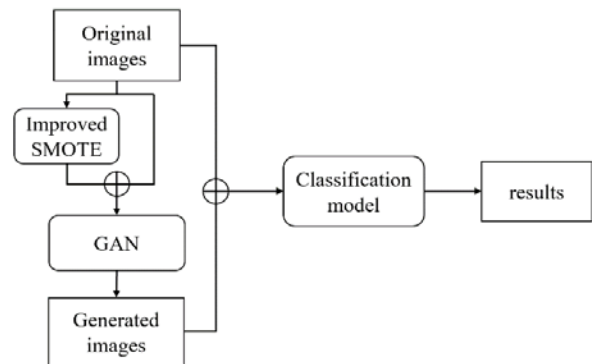 Original
images
Improved
SMOTE
GAN
Generated
images
Classification
model
results